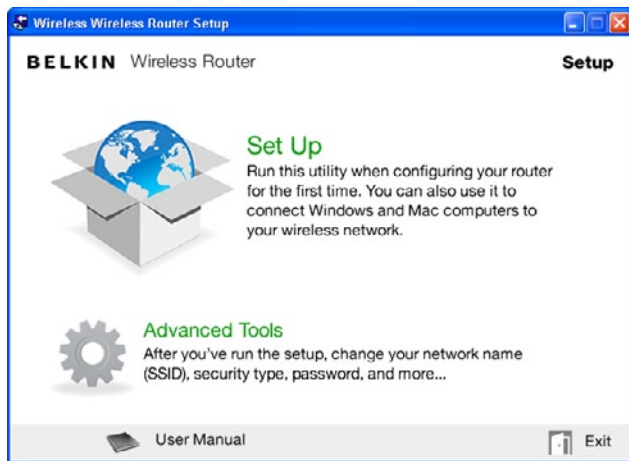 Wireless Wireless Router Setup
BELKIN Wireless Router
Setup
Set Up
Run this utility when configuring your router
for the first time. You can also use it to
connect Windows and Mac computers to
your wireless network.
Advanced Tools
After you've run the setup, change your network name
(SSID), security type, password, and more...
User Manual
Exit